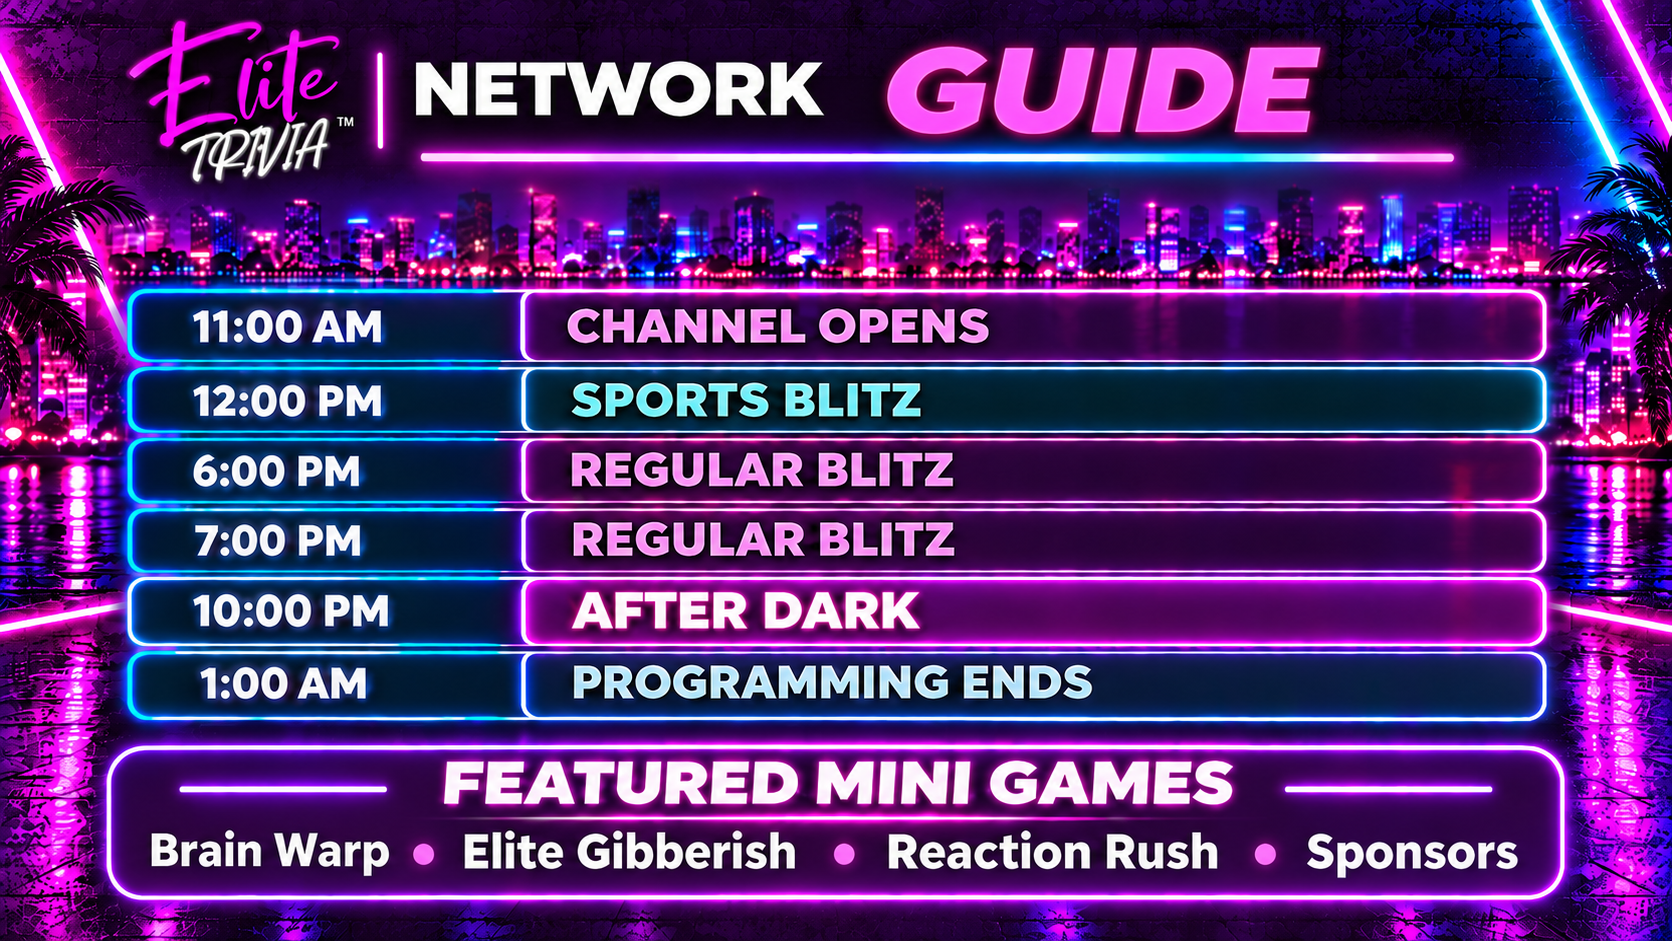 Elite
TRIVIA™
NETWORK GUIDE
11:00 AM CHANNEL OPENS
12:00 PM SPORTS BLITZ
6:00 PM REGULAR BLITZ
7:00 PM REGULAR BLITZ
10:00 PM AFTER DARK
1:00 AM PROGRAMMING ENDS
FEATURED MINI GAMES
Brain Warp • Elite Gibberish • Reaction Rush • Sponsors